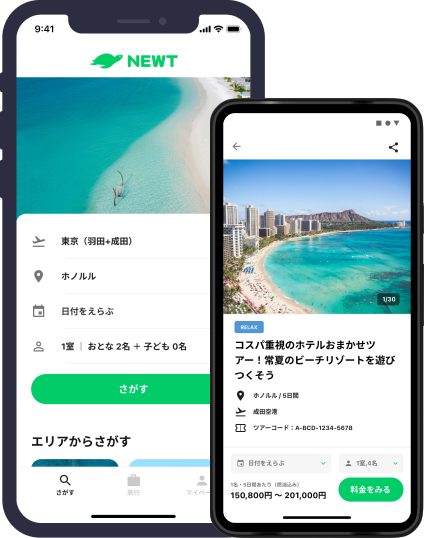 9:41
NEWT
東京（羽田+成田）
ホノルル
日付をえらぶ
1室 | おとな 2名 ＋ 子ども 0名
さがす
エリアからさがす
さがす
旅行
マイペー
1/30
RELAX
コスパ重視のホテルおまかせツ
アー！常夏のビーチリゾートを遊び
つくそう
ホノルル / 5日間
成田空港
ツアーコード：A-BCD-1234-5678
日付をえらぶ
1室,4名
1名・5日間あたり（燃油込み）
150,800円 〜 201,000円
料金をみる